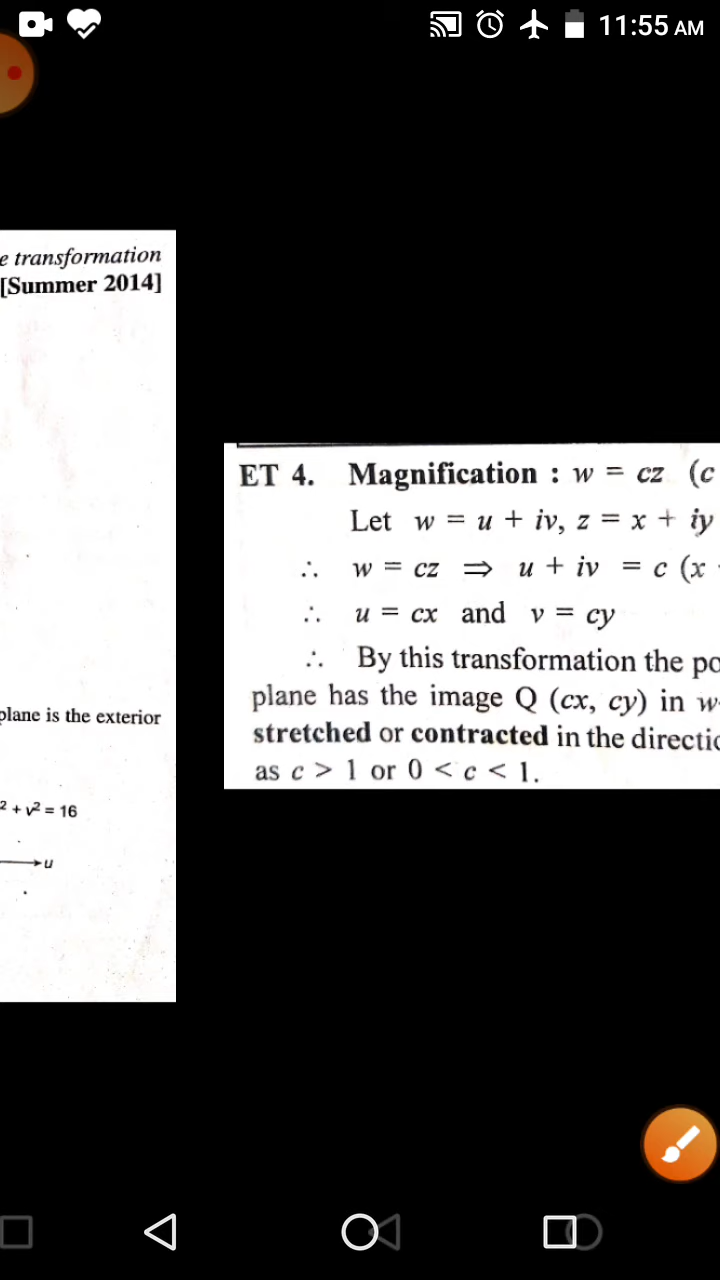 11:55 AM
e transformation
[Summer 2014]
plane is the exterior
2 + v² = 16
u
ET 4. Magnification : w = cz (c
Let w = u + iv, z = x + iy
∴ w = cz ⇒ u + iv = c (x
∴ u = cx and v = cy
∴ By this transformation the po
plane has the image Q (cx, cy) in w-
stretched or contracted in the directio
as c > 1 or 0 < c < 1.